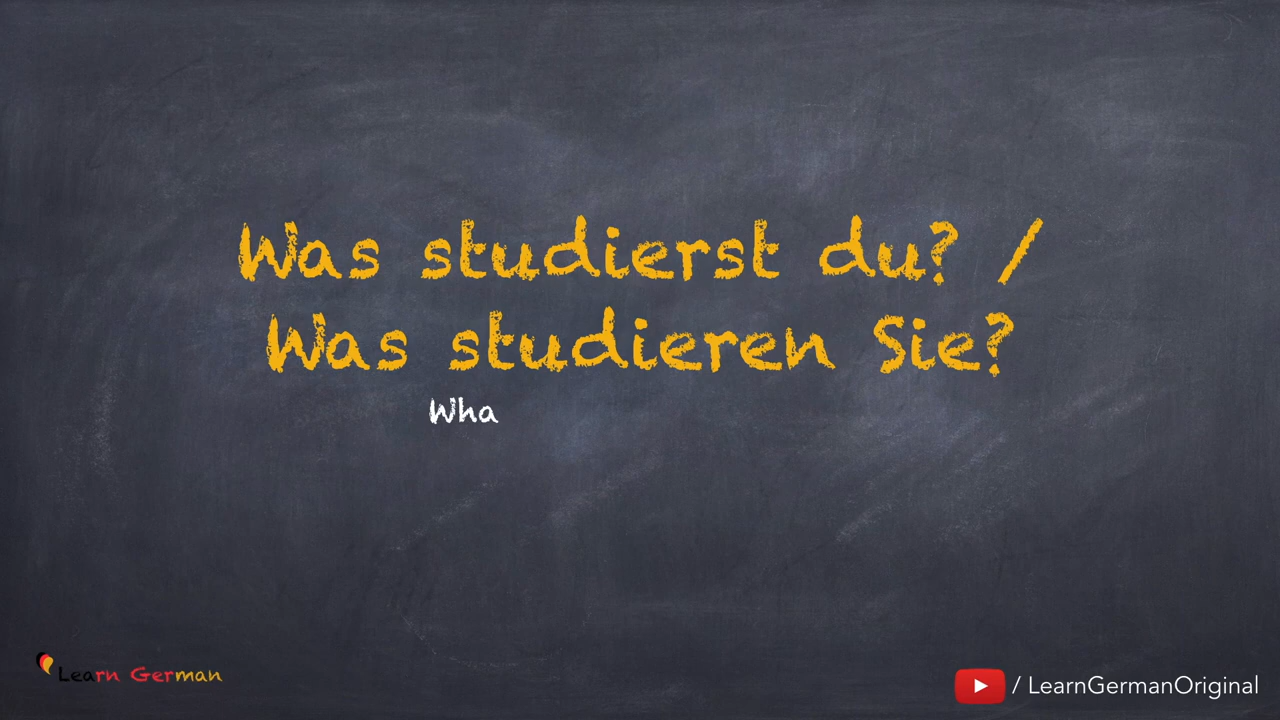 Was studierst du? /
Was studieren Sie?
Wha
Learn German
/ LearnGermanOriginal